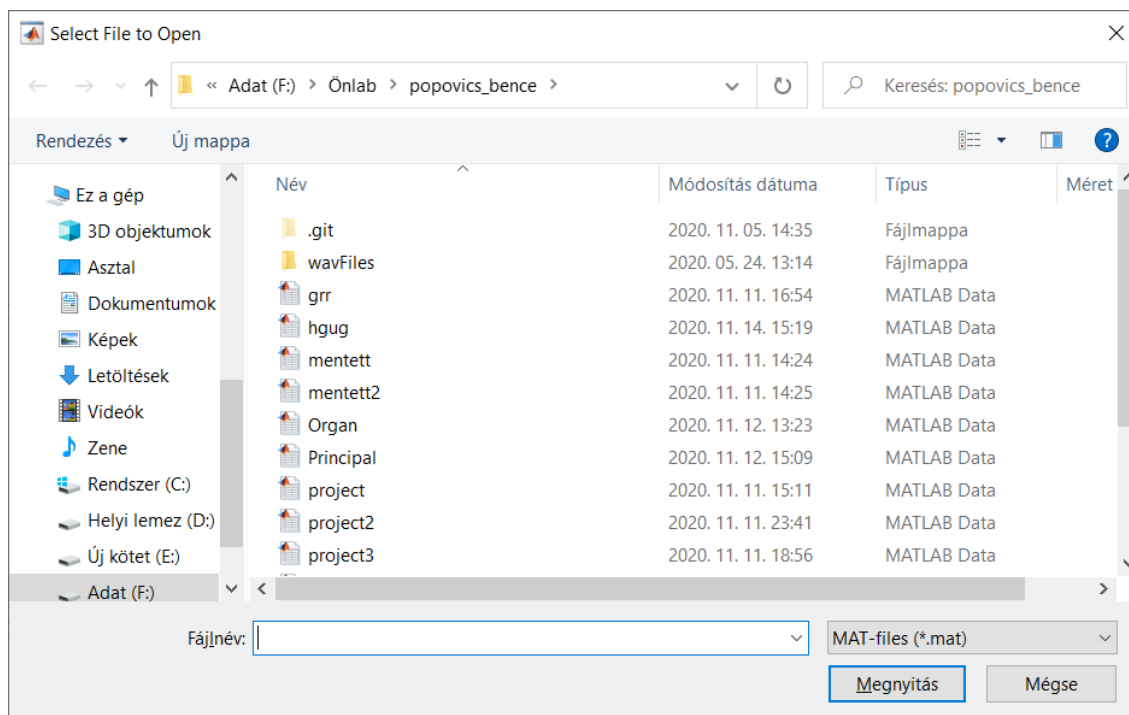 Select File to Open
« Adat (F:) > Önlab > popovics_bence >
Keresés: popovics_bence
Rendezés Új mappa
?
Név Módosítás dátuma Típus Méret
Ez a gép
3D objektumok
Asztal
Dokumentumok
Képek
Letöltések
Videók
Zene
Rendszer (C:)
Helyi lemez (D:)
Új kötet (E:)
Adat (F:)
.git 2020. 11. 05. 14:35 Fájlmappa
wavFiles 2020. 05. 24. 13:14 Fájlmappa
grr 2020. 11. 11. 16:54 MATLAB Data
hgug 2020. 11. 14. 15:19 MATLAB Data
mentett 2020. 11. 11. 14:24 MATLAB Data
mentett2 2020. 11. 11. 14:25 MATLAB Data
Organ 2020. 11. 12. 13:23 MATLAB Data
Principal 2020. 11. 12. 15:09 MATLAB Data
project 2020. 11. 11. 15:11 MATLAB Data
project2 2020. 11. 11. 23:41 MATLAB Data
project3 2020. 11. 11. 18:56 MATLAB Data
Fájlnév:
MAT-files (*.mat)
Megnyitás Mégse